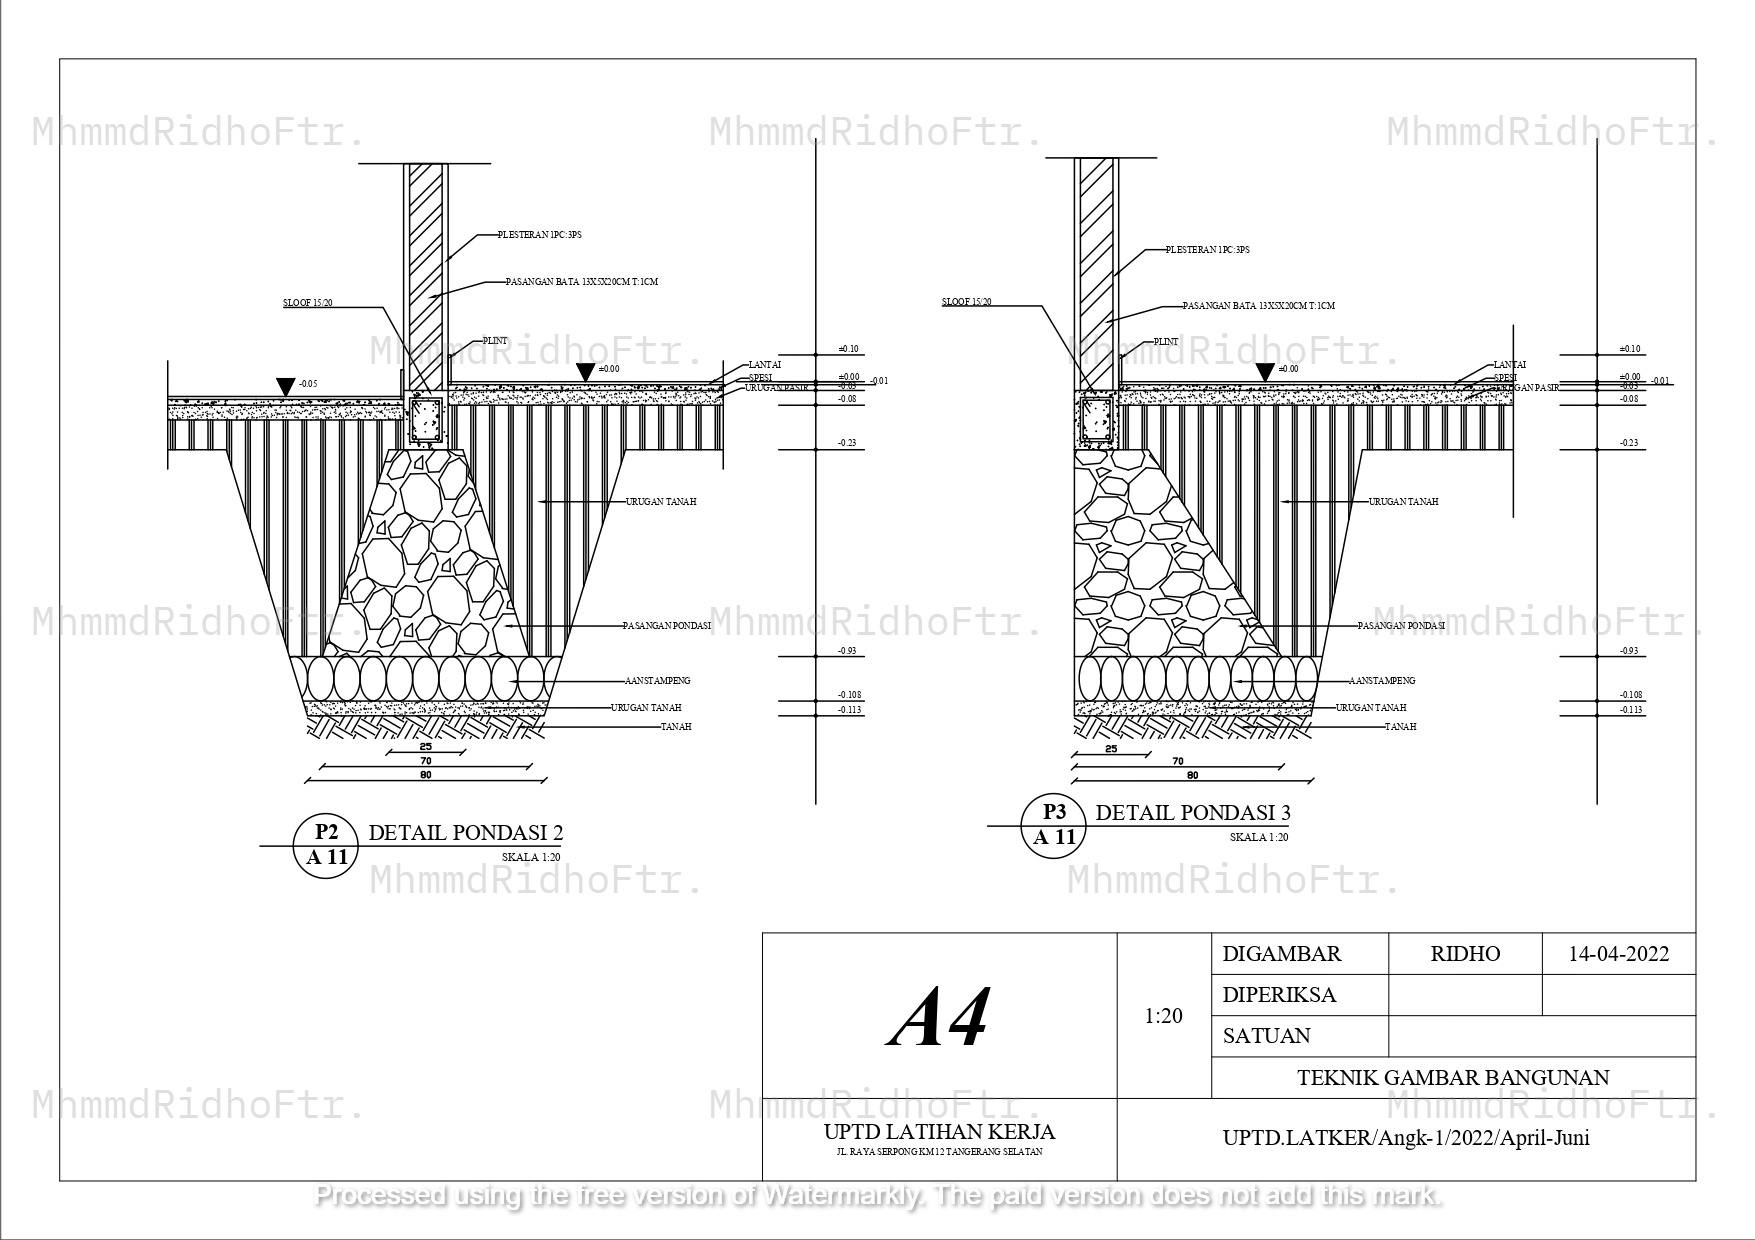 MhmmdRidhoFtr.
MhmmdRidhoFtr.
MhmmdRidhoFtr.
PLESTERAN 1PC:3PS
PASANGAN BATA 13X5X20CM T:1CM
SLOOF 15/20
PLINT
MhmmdRidhoFtr.
-0.05
±0.00
LANTAI
SPESI
URUGAN PASIR
±0.10
±0.00
-0.01
-0.03
-0.08
-0.23
URUGAN TANAH
PASANGAN PONDASI
-0.93
AANSTAMPENG
-0.108
URUGAN TANAH
-0.113
TANAH
25
70
80
P2
A 11
DETAIL PONDASI 2
SKALA 1:20
PLESTERAN 1PC:3PS
PASANGAN BATA 13X5X20CM T:1CM
SLOOF 15/20
PLINT
MhmmdRidhoFtr.
±0.00
LANTAI
SPESI
URUGAN PASIR
±0.10
±0.00
-0.01
-0.03
-0.08
-0.23
URUGAN TANAH
MhmmdRidhoFtr.
MhmmdRidhoFtr.
MhmmdRidhoFtr.
PASANGAN PONDASI
-0.93
AANSTAMPENG
-0.108
URUGAN TANAH
-0.113
TANAH
25
70
80
P3
A 11
DETAIL PONDASI 3
SKALA 1:20
MhmmdRidhoFtr.
MhmmdRidhoFtr.
A4
1:20
DIGAMBAR
RIDHO
14-04-2022
DIPERIKSA
SATUAN
TEKNIK GAMBAR BANGUNAN
MhmmdRidhoFtr.
MhmmdRidhoFtr.
MhmmdRidhoFtr.
UPTD LATIHAN KERJA
JL. RAYA SERPONG KM 12 TANGERANG SELATAN
UPTD.LATKER/Angk-1/2022/April-Juni
Processed using the free version of Watermarkly. The paid version does not add this mark.